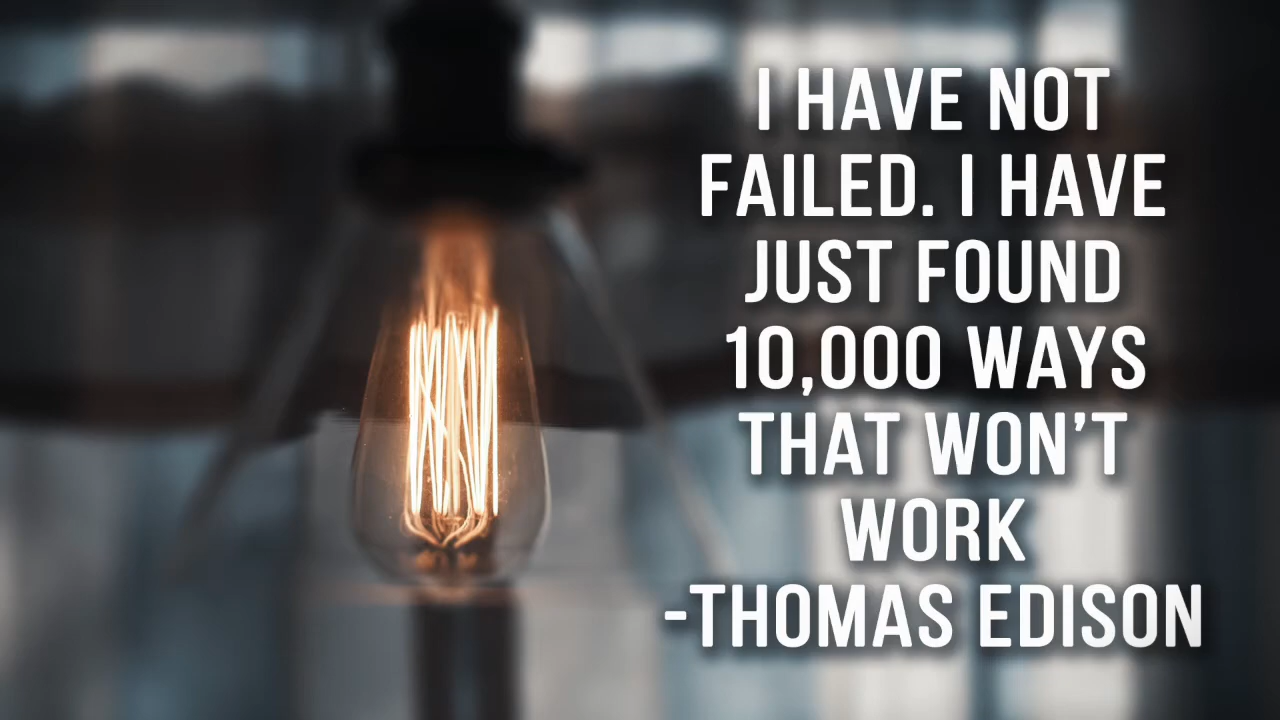 I HAVE NOT
FAILED. I HAVE
JUST FOUND
10,000 WAYS
THAT WON’T
WORK
-THOMAS EDISON